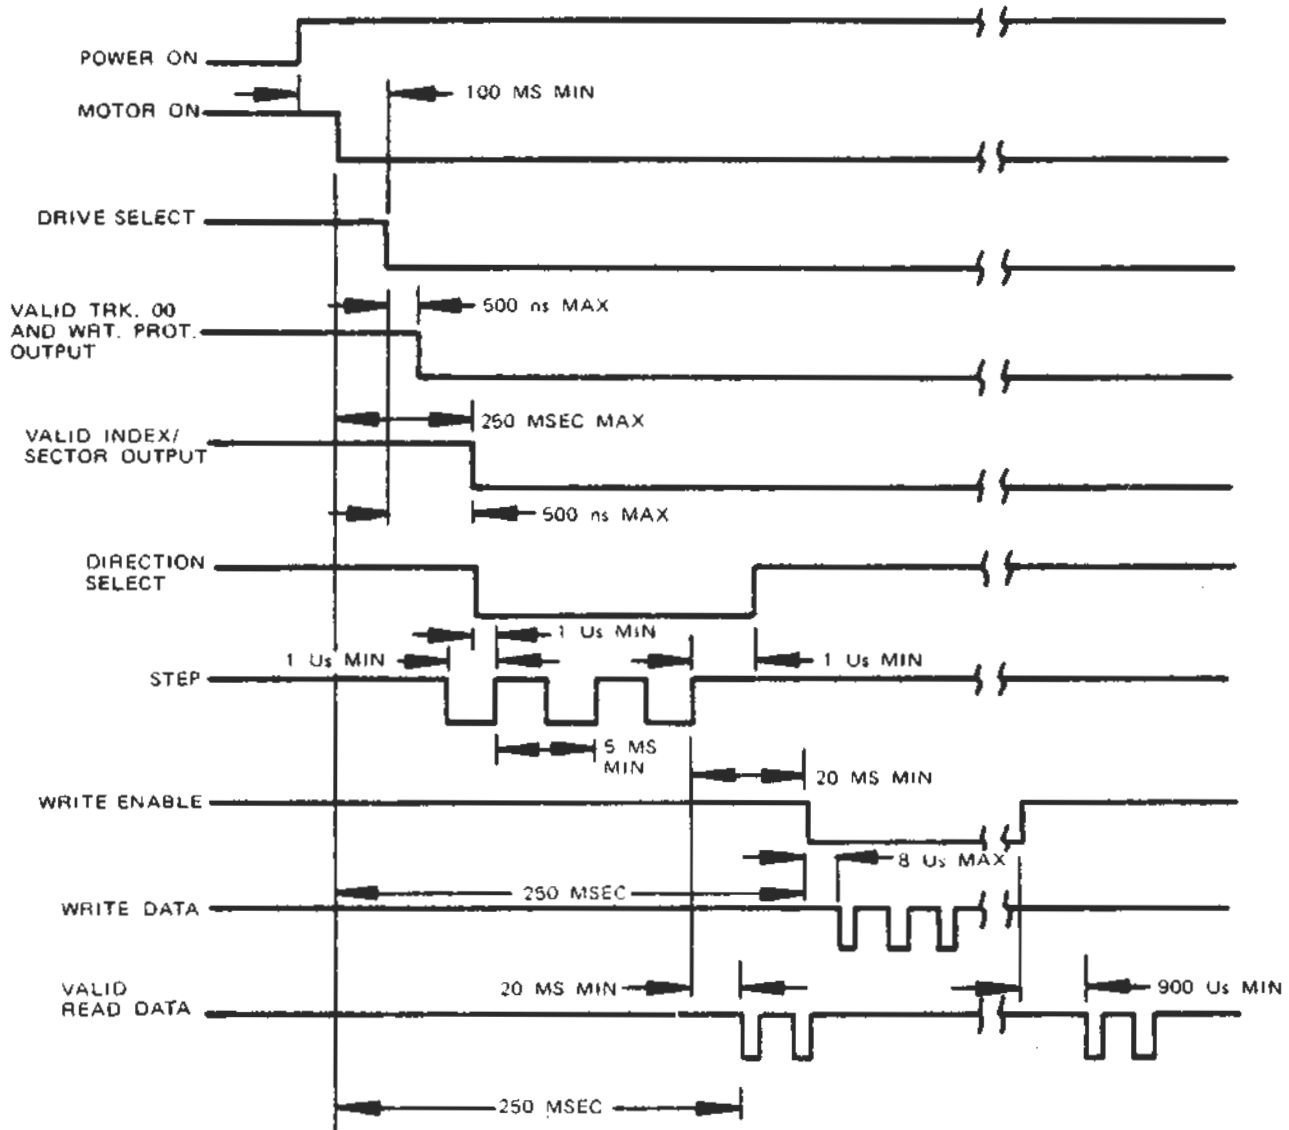 POWER ON
100 MS MIN
MOTOR ON
DRIVE SELECT
500 ns MAX
VALID TRK. 00
AND WRT. PROT.
OUTPUT
250 MSEC MAX
VALID INDEX/
SECTOR OUTPUT
500 ns MAX
DIRECTION
SELECT
1 Us MIN
1 Us MIN
1 Us MIN
STEP
5 MS
MIN
20 MS MIN
WRITE ENABLE
8 Us MAX
250 MSEC
WRITE DATA
20 MS MIN
900 Us MIN
VALID
READ DATA
250 MSEC